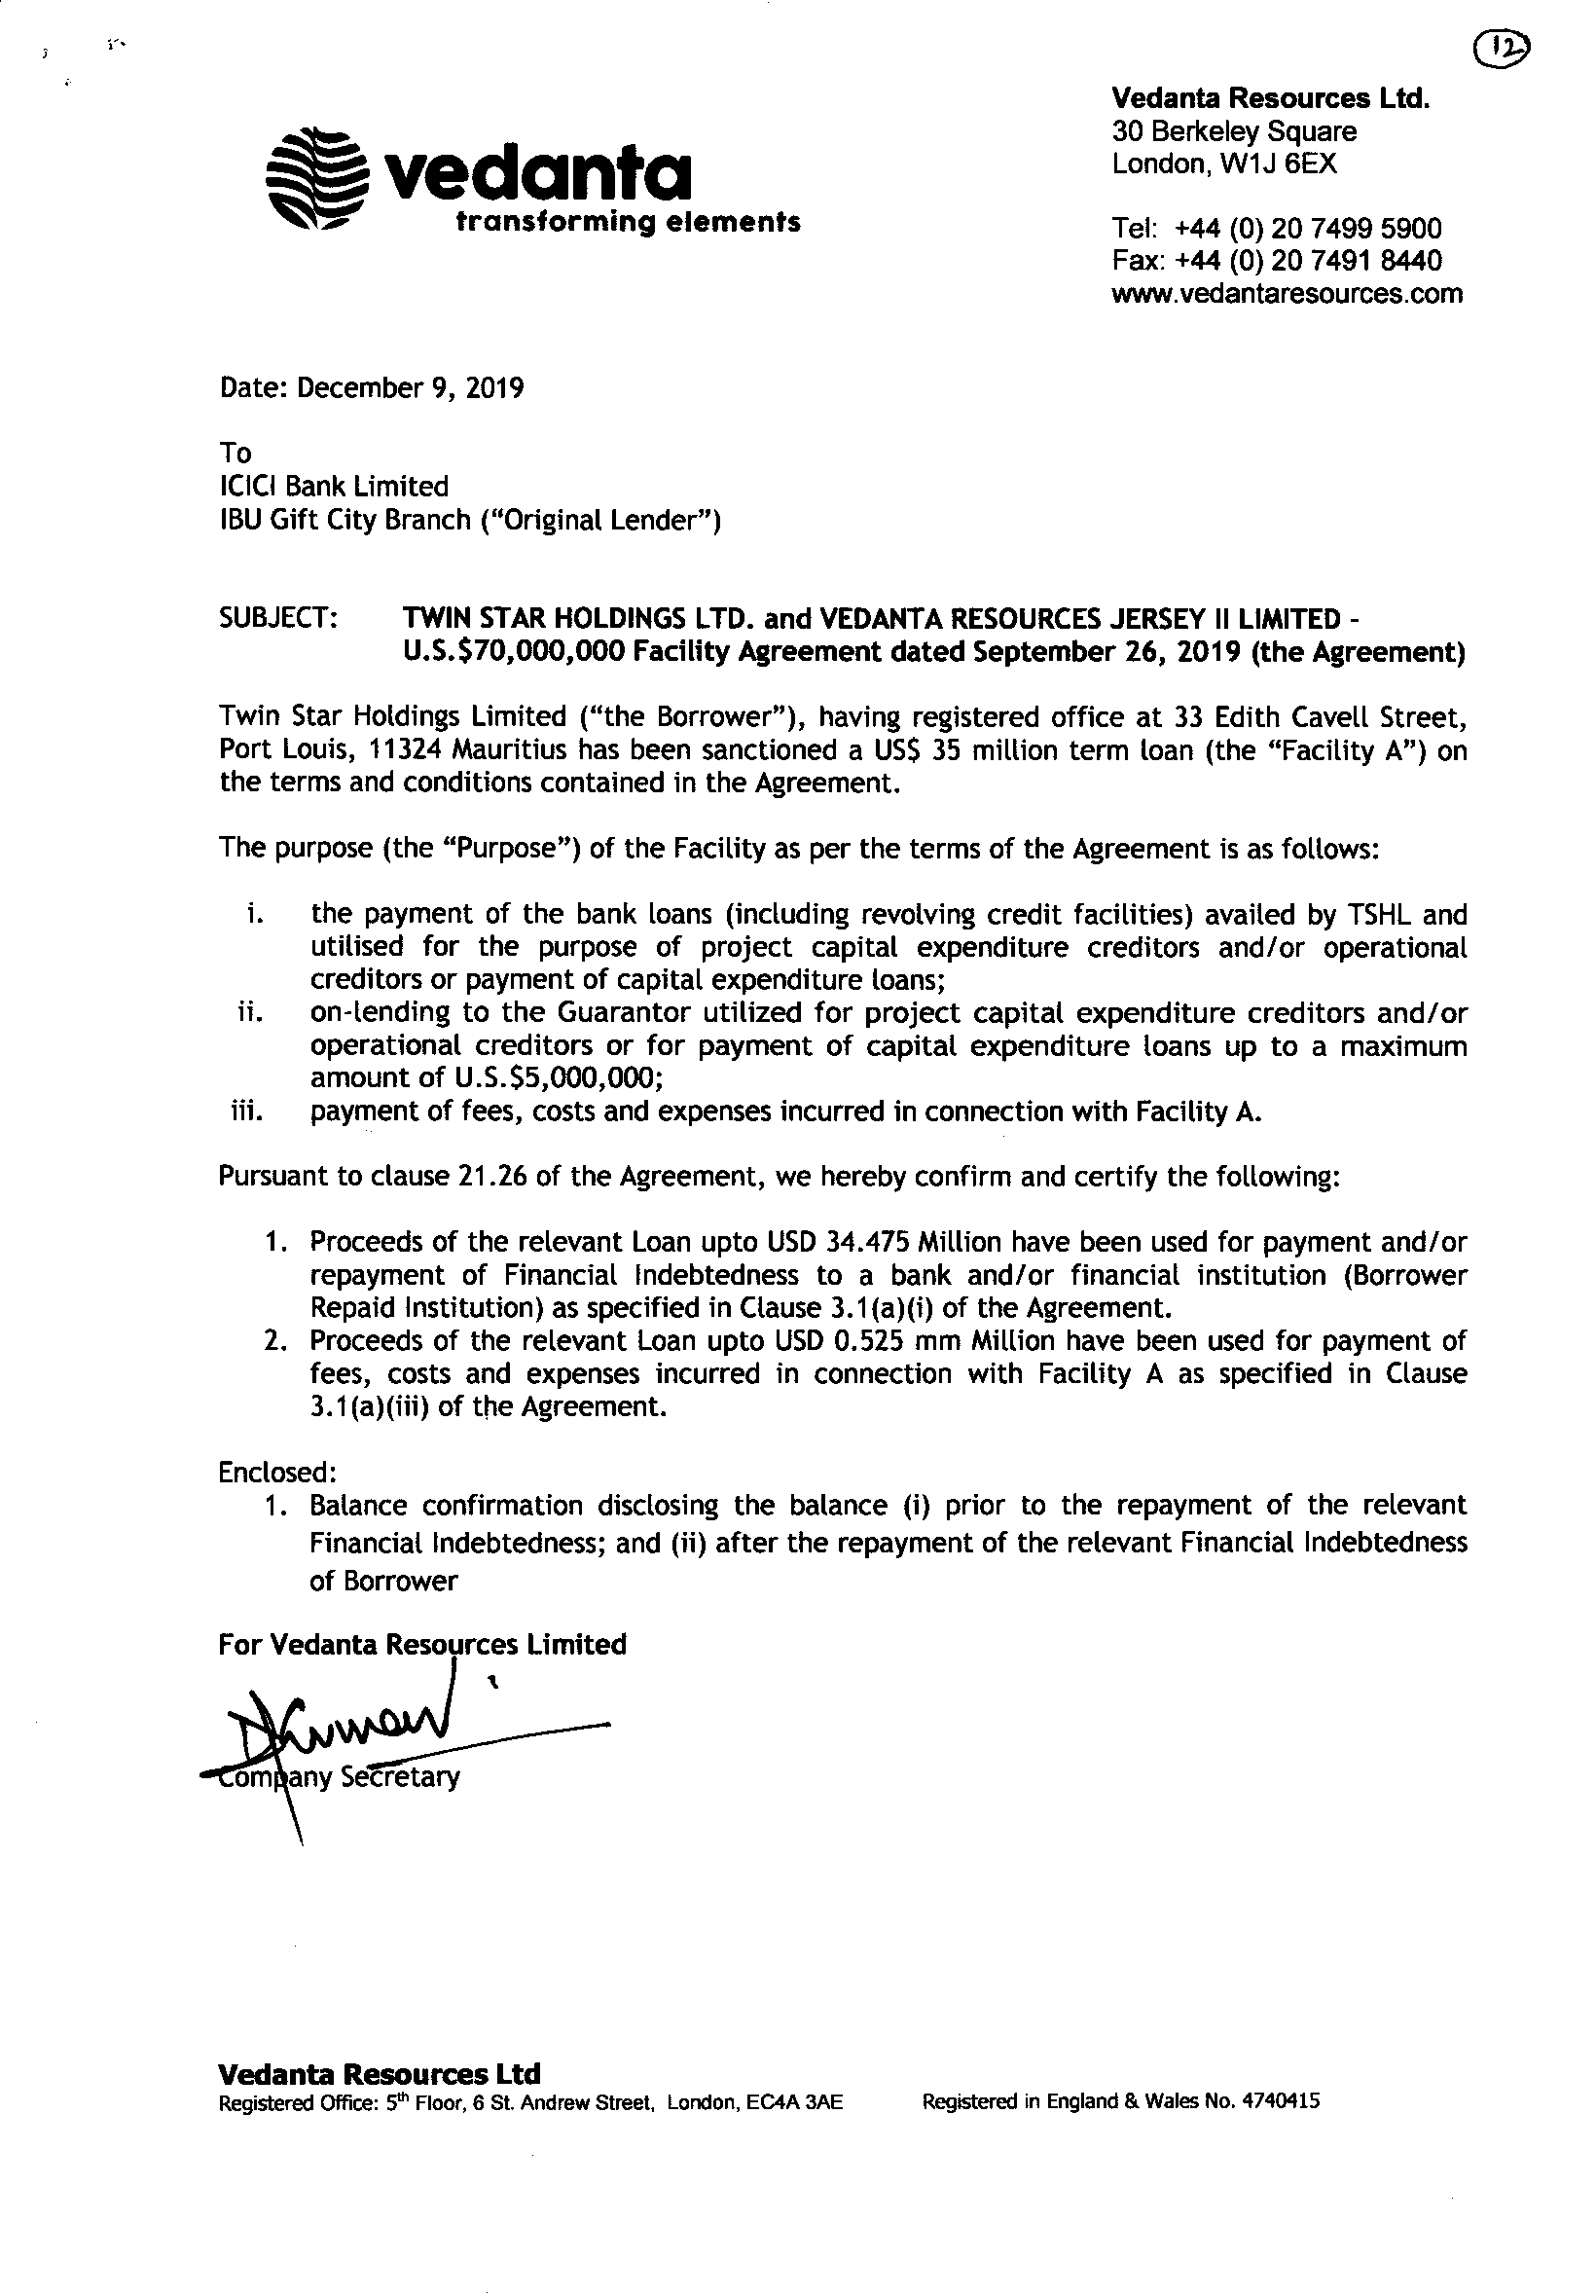 12
Vedanta Resources Ltd.
30 Berkeley Square
London, W1J 6EX
vedanta
transforming elements
Tel: +44 (0) 20 7499 5900
Fax: +44 (0) 20 7491 8440
www.vedantaresources.com
Date: December 9, 2019
To
ICICI Bank Limited
IBU Gift City Branch (“Original Lender”)
SUBJECT: TWIN STAR HOLDINGS LTD. and VEDANTA RESOURCES JERSEY II LIMITED -
U.S.$70,000,000 Facility Agreement dated September 26, 2019 (the Agreement)
Twin Star Holdings Limited (“the Borrower”), having registered office at 33 Edith Cavell Street,
Port Louis, 11324 Mauritius has been sanctioned a US$ 35 million term loan (the “Facility A”) on
the terms and conditions contained in the Agreement.
The purpose (the “Purpose”) of the Facility as per the terms of the Agreement is as follows:
i. the payment of the bank loans (including revolving credit facilities) availed by TSHL and
utilised for the purpose of project capital expenditure creditors and/or operational
creditors or payment of capital expenditure loans;
ii. on-lending to the Guarantor utilized for project capital expenditure creditors and/or
operational creditors or for payment of capital expenditure loans up to a maximum
amount of U.S.$5,000,000;
iii. payment of fees, costs and expenses incurred in connection with Facility A.
Pursuant to clause 21.26 of the Agreement, we hereby confirm and certify the following:
1. Proceeds of the relevant Loan upto USD 34.475 Million have been used for payment and/or
repayment of Financial Indebtedness to a bank and/or financial institution (Borrower
Repaid Institution) as specified in Clause 3.1(a)(i) of the Agreement.
2. Proceeds of the relevant Loan upto USD 0.525 mm Million have been used for payment of
fees, costs and expenses incurred in connection with Facility A as specified in Clause
3.1(a)(iii) of the Agreement.
Enclosed:
1. Balance confirmation disclosing the balance (i) prior to the repayment of the relevant
Financial Indebtedness; and (ii) after the repayment of the relevant Financial Indebtedness
of Borrower
For Vedanta Resources Limited
Company Secretary
Vedanta Resources Ltd
Registered Office: 5th Floor, 6 St. Andrew Street, London, EC4A 3AE Registered in England & Wales No. 4740415